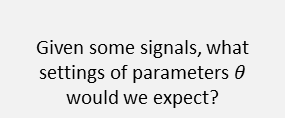 Given some signals, what
settings of parameters θ
would we expect?